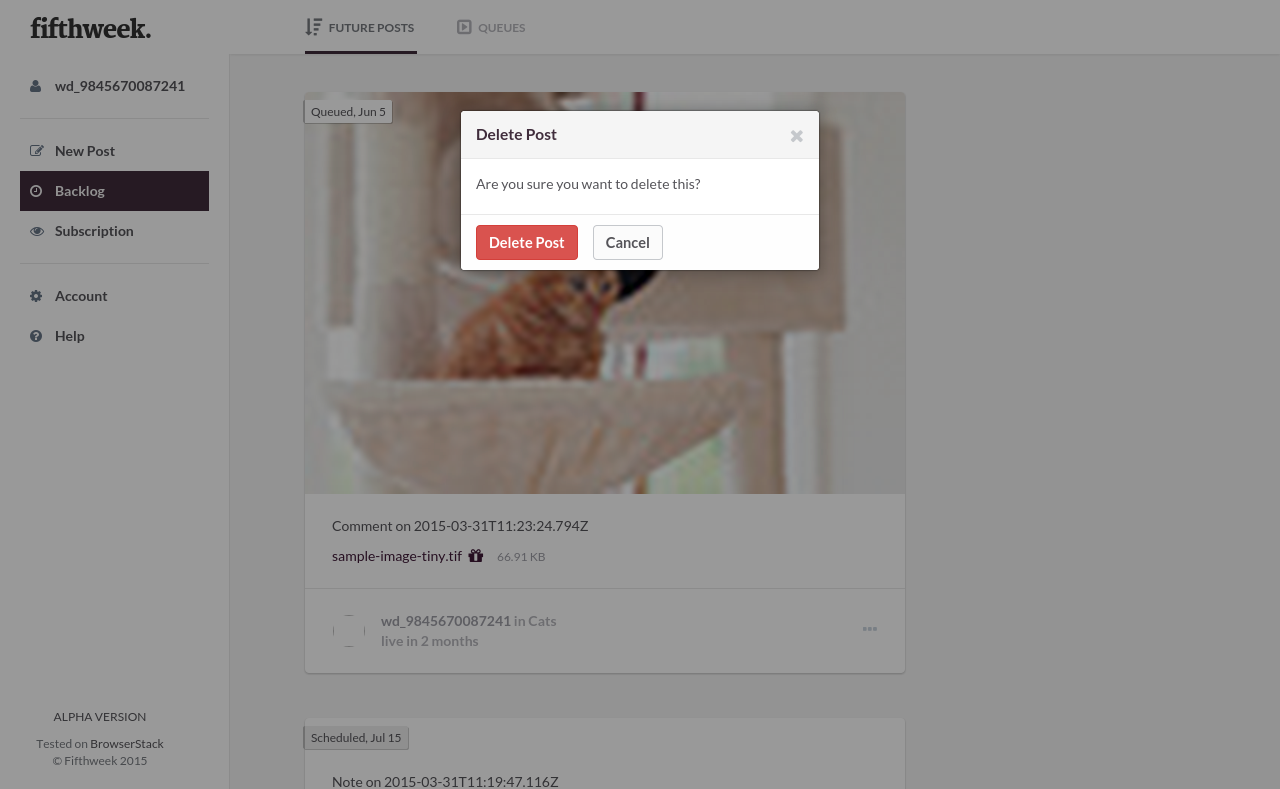 fifthweek.
FUTURE POSTS
QUEUES
wd_9845670087241
New Post
Backlog
Subscription
Account
Help
Queued, Jun 5
Delete Post
Are you sure you want to delete this?
Delete Post
Cancel
Comment on 2015-03-31T11:23:24.794Z
sample-image-tiny.tif 66.91 KB
wd_9845670087241 in Cats
live in 2 months
Scheduled, Jul 15
Note on 2015-03-31T11:19:47.116Z
ALPHA VERSION
Tested on BrowserStack
© Fifthweek 2015